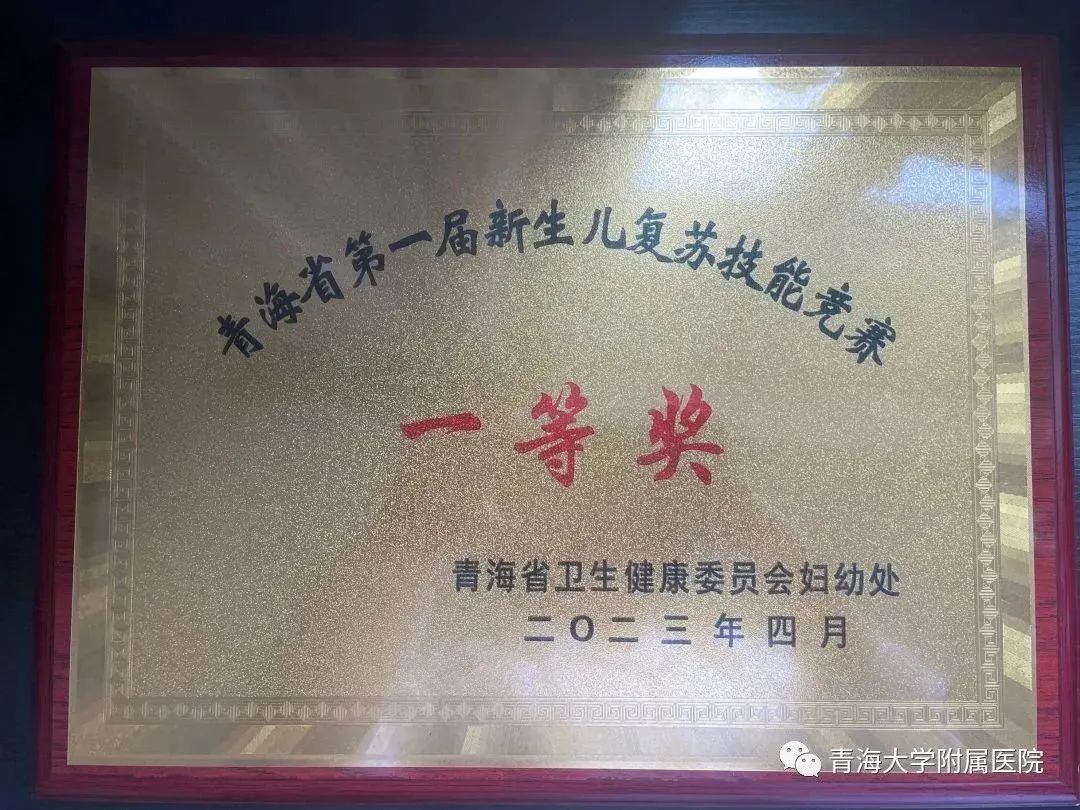 青海省第一届新生儿复苏技能竞赛
一等奖
青海省卫生健康委员会妇幼处
二O二三年四月
青海大学附属医院